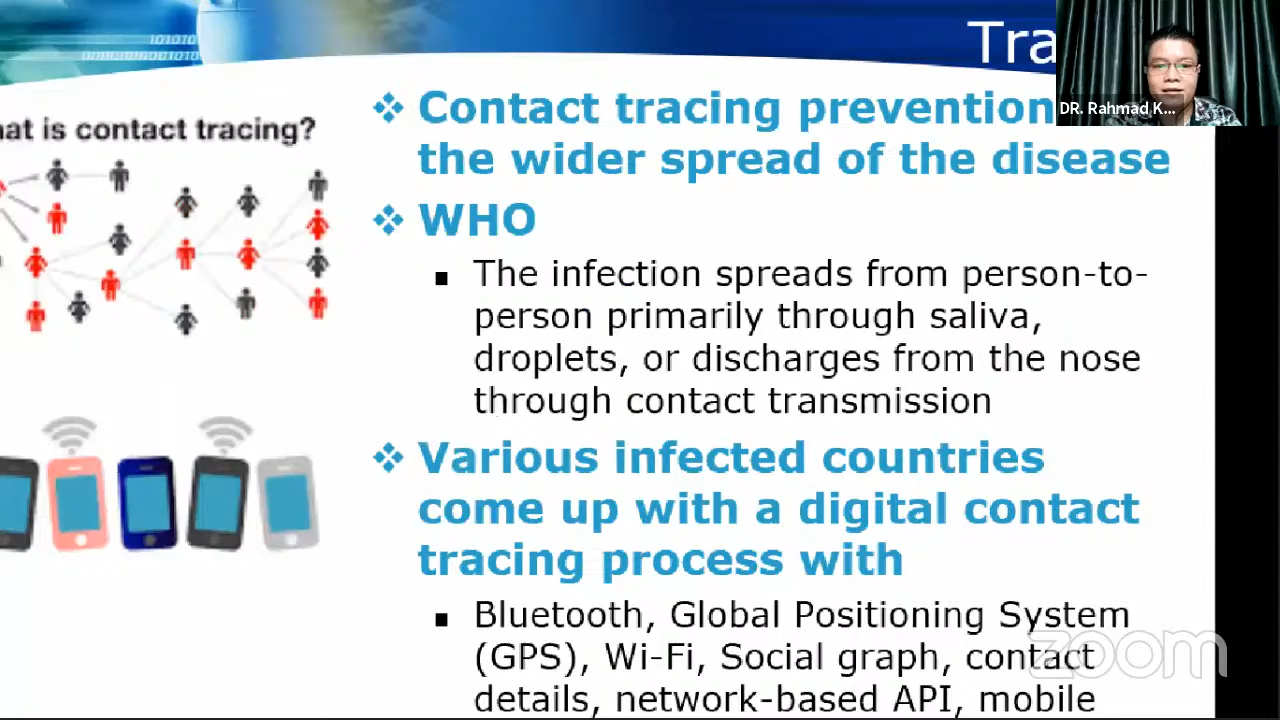 101010
000000001010
Tra
DR. Rahmad K...
at is contact tracing?
❖ Contact tracing prevention
the wider spread of the disease
❖ WHO
▪ The infection spreads from person-to-
person primarily through saliva,
droplets, or discharges from the nose
through contact transmission
❖ Various infected countries
come up with a digital contact
tracing process with
▪ Bluetooth, Global Positioning System
(GPS), Wi-Fi, Social graph, contact
details, network-based API, mobile
zoom